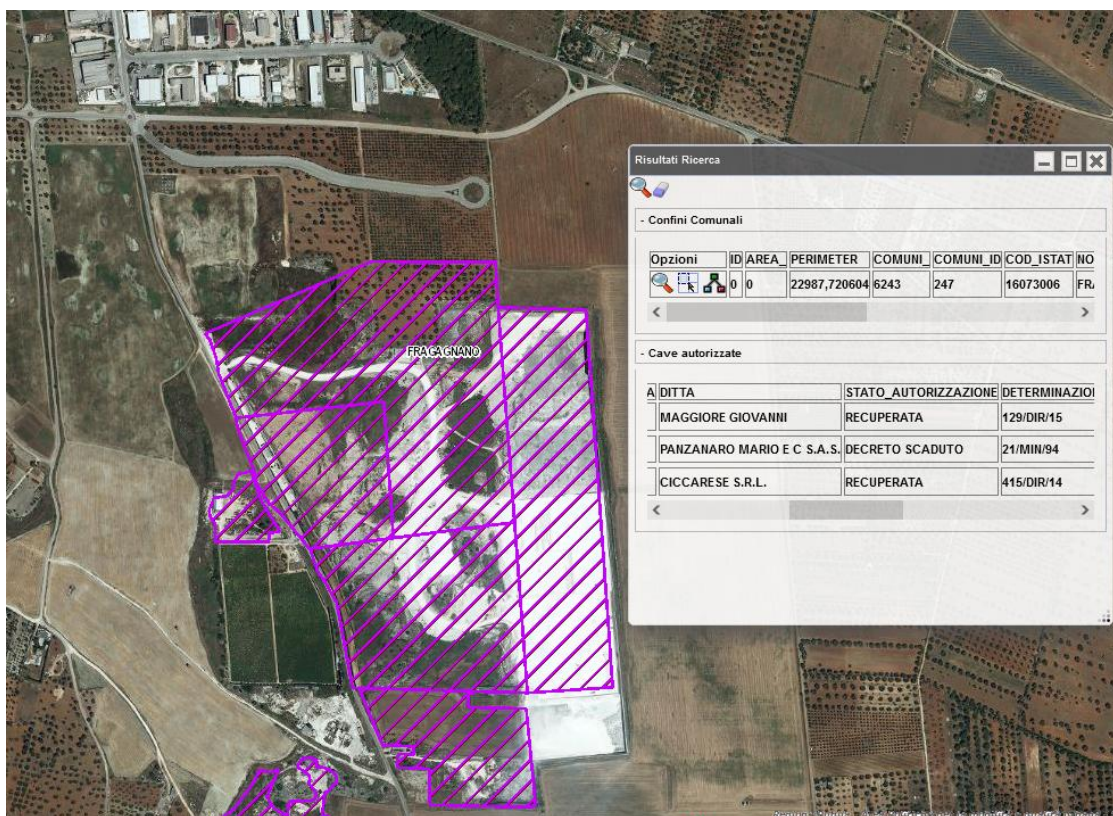 Risultati Ricerca
- Confini Comunali
Opzioni ID AREA_ PERIMETER COMUNI_ COMUNI_ID COD_ISTAT NO
0 0 22987,720604 6243 247 16073006 FR
FRAGAGNANO
- Cave autorizzate
A DITTA STATO_AUTORIZZAZIONE DETERMINAZIO
MAGGIORE GIOVANNI RECUPERATA 129/DIR/15
PANZANARO MARIO E C S.A.S. DECRETO SCADUTO 21/MIN/94
CICCARESE S.R.L. RECUPERATA 415/DIR/14